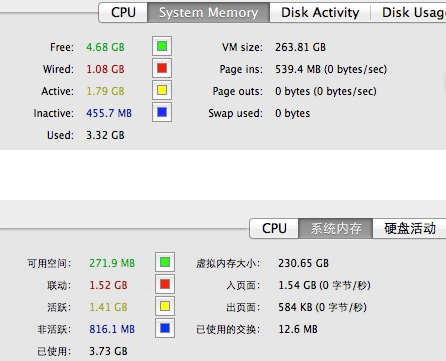 CPU System Memory Disk Activity Disk Usag
Free: 4.68 GB VM size: 263.81 GB
Wired: 1.08 GB Page ins: 539.4 MB (0 bytes/sec)
Active: 1.79 GB Page outs: 0 bytes (0 bytes/sec)
Inactive: 455.7 MB Swap used: 0 bytes
Used: 3.32 GB
CPU 系统内存 硬盘活动
可用空间: 271.9 MB 虚拟内存大小: 230.65 GB
联动: 1.52 GB 入页面: 1.54 GB (0 字节/秒)
活跃: 1.41 GB 出页面: 584 KB (0 字节/秒)
非活跃: 816.1 MB 已使用的交换: 12.6 MB
已使用: 3.73 GB